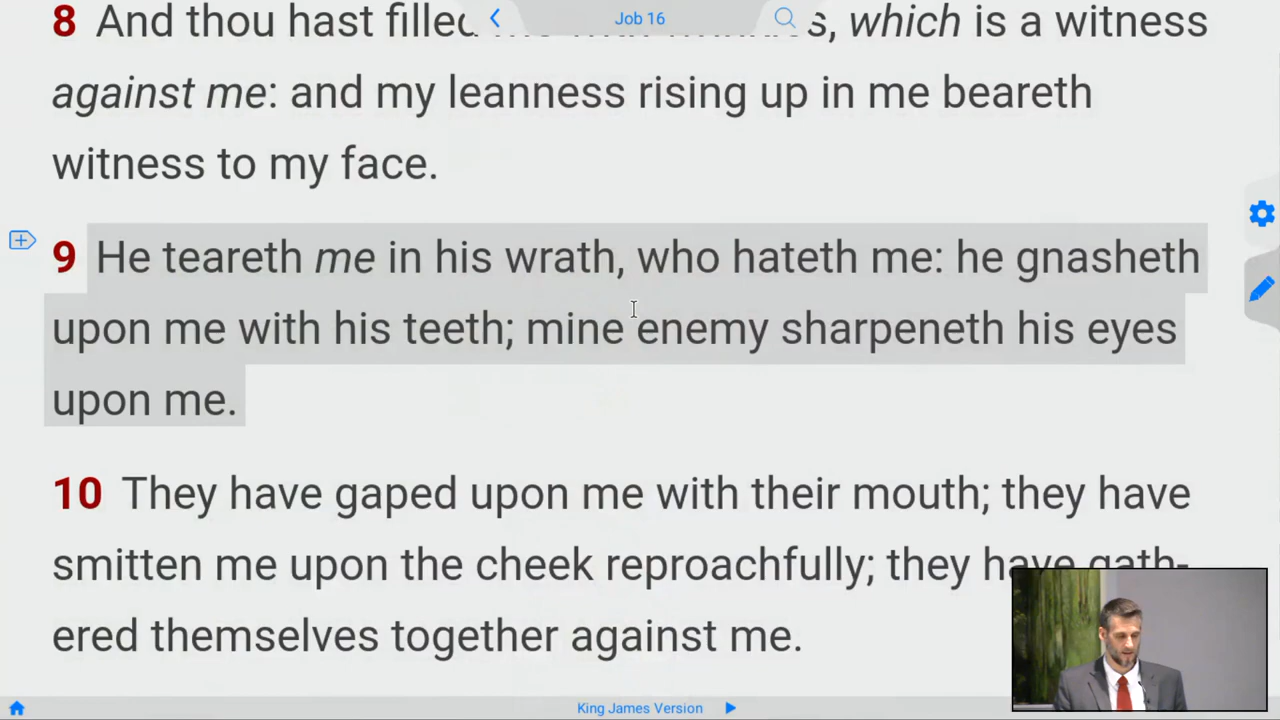 Job 16
8 And thou hast filled s, which is a witness
against me: and my leanness rising up in me beareth
witness to my face.
9 He teareth me in his wrath, who hateth me: he gnasheth
upon me with his teeth; mine enemy sharpeneth his eyes
upon me.
10 They have gaped upon me with their mouth; they have
smitten me upon the cheek reproachfully; they have gath-
ered themselves together against me.
King James Version